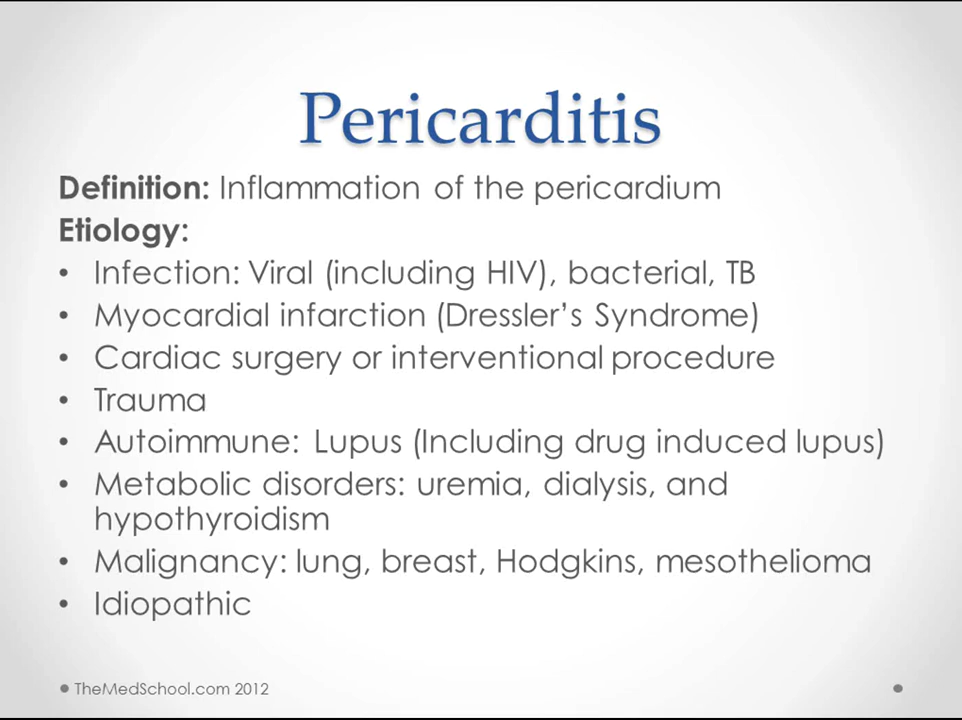 Pericarditis
Definition: Inflammation of the pericardium
Etiology:
• Infection: Viral (including HIV), bacterial, TB
• Myocardial infarction (Dressler’s Syndrome)
• Cardiac surgery or interventional procedure
• Trauma
• Autoimmune: Lupus (Including drug induced lupus)
• Metabolic disorders: uremia, dialysis, and
hypothyroidism
• Malignancy: lung, breast, Hodgkins, mesothelioma
• Idiopathic
TheMedSchool.com 2012